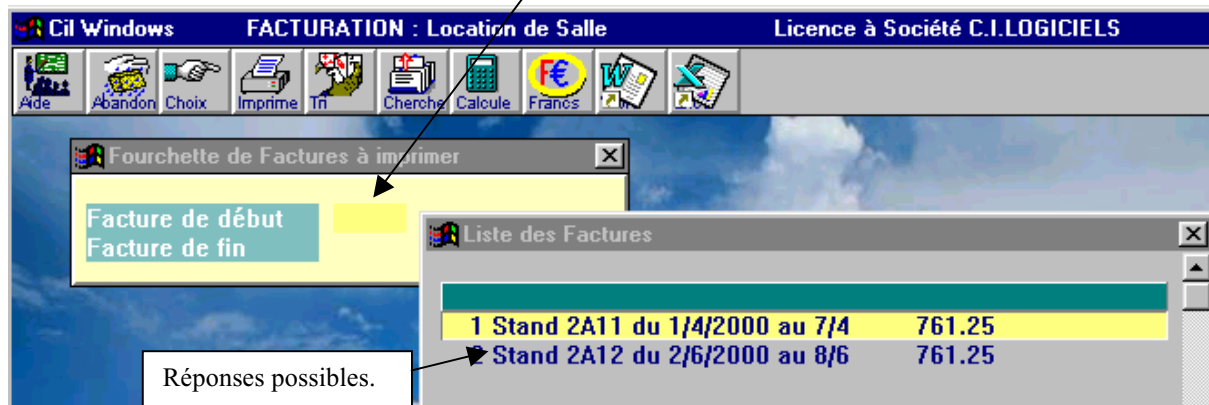 Cil Windows FACTURATION : Location de Salle Licence à Société C.I.LOGICIELS
Aide Abandon Choix Imprime Tri Cherche Calcule Francs
Fourchette de Factures à imprimer
Facture de début
Facture de fin
Liste des Factures
1 Stand 2A11 du 1/4/2000 au 7/4 761.25
2 Stand 2A12 du 2/6/2000 au 8/6 761.25
Réponses possibles.